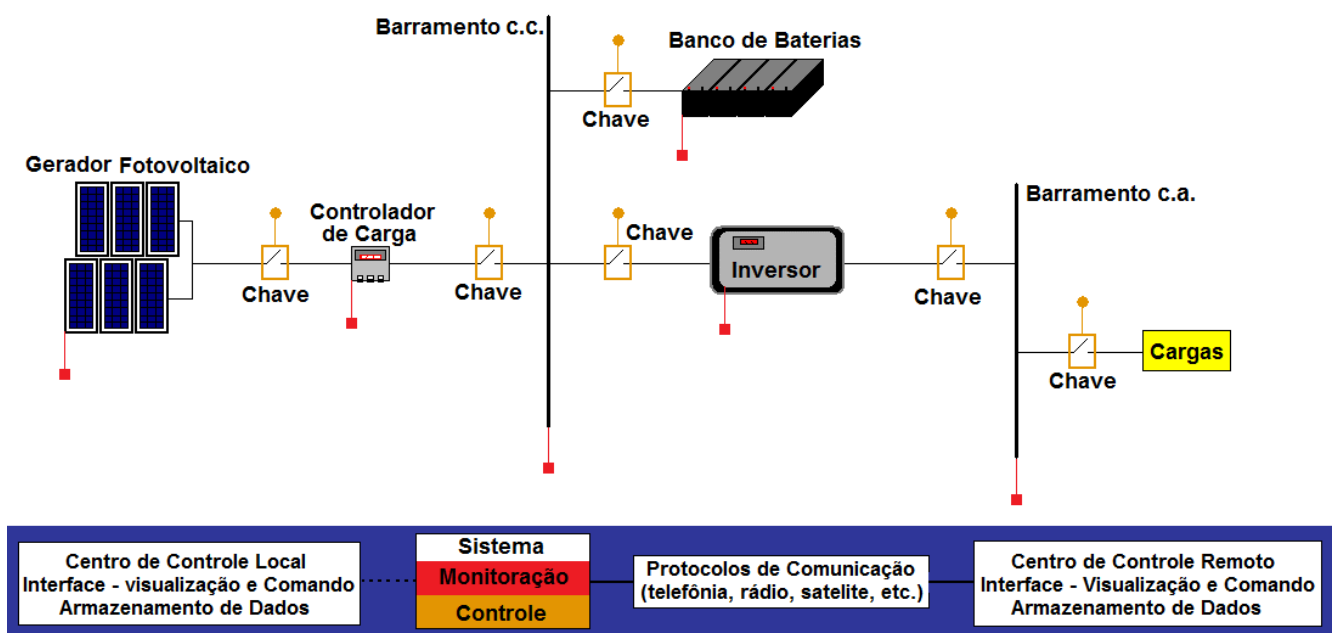 Barramento c.c.
Banco de Baterias
Chave
Gerador Fotovoltaico
Barramento c.a.
Controlador
de Carga
Chave
Inversor
Chave
Chave
Chave
Cargas
Chave
Centro de Controle Local
Interface - visualização e Comando
Armazenamento de Dados
Sistema
Monitoração
Controle
Protocolos de Comunicação
(telefônia, rádio, satelite, etc.)
Centro de Controle Remoto
Interface - Visualização e Comando
Armazenamento de Dados